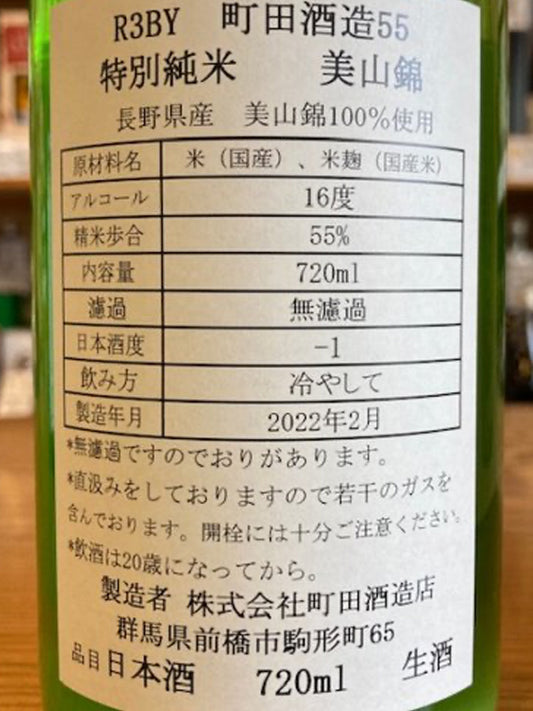 R3BY 町田酒造55
特別純米 美山錦
長野県産 美山錦100%使用
原材料名 米（国産）、米麹（国産米）
アルコール 16度
精米歩合 55%
内容量 720ml
濾過 無濾過
日本酒度 -1
飲み方 冷やして
製造年月 2022年2月
*無濾過ですのでおりがあります。
*直汲みをしておりますので若干のガスを
含んでおります。開栓には十分ご注意ください。
*飲酒は20歳になってから。
製造者 株式会社町田酒造店
群馬県前橋市駒形町65
品目 日本酒 720ml 生酒